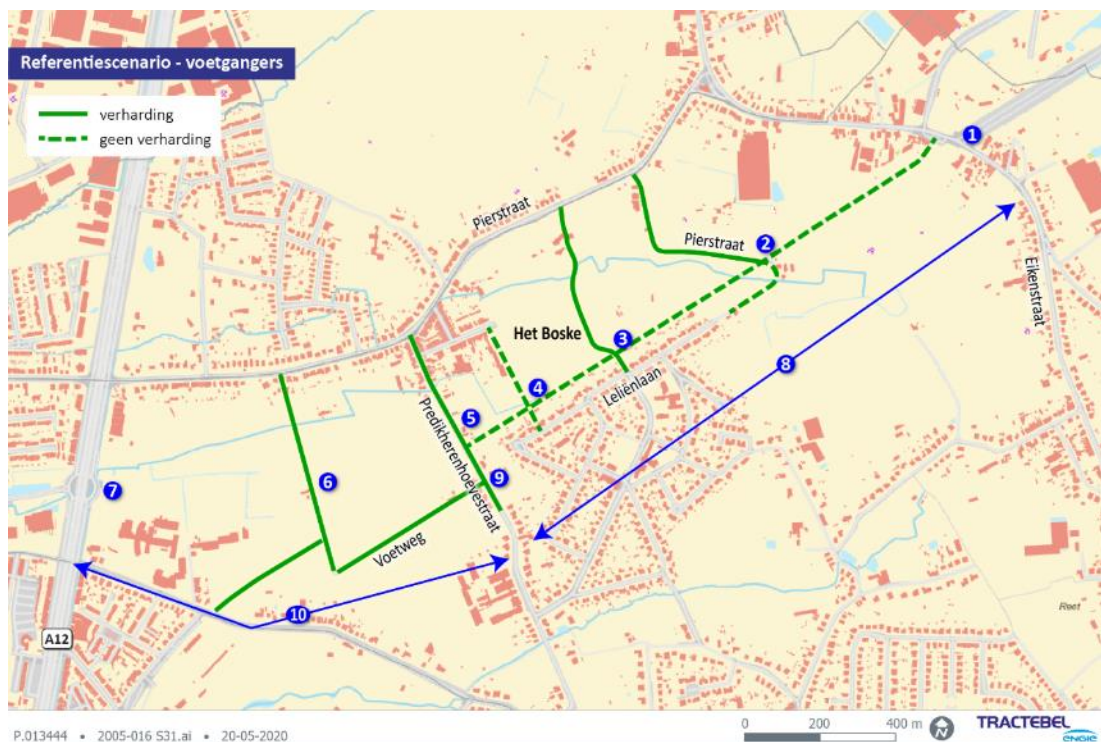 Referentiescenario - voetgangers
verharding
geen verharding
1
Pierstraat
Pierstraat
2
Eikenstraat
Het Boske
3
8
Leliënlaan
4
5
Predikherenhoevestraat
6
9
7
Voetweg
10
Reet
A12
0 200 400 m
N
TRACTEBEL
ENGIE
P.013444 • 2005-016 S31.ai • 20-05-2020